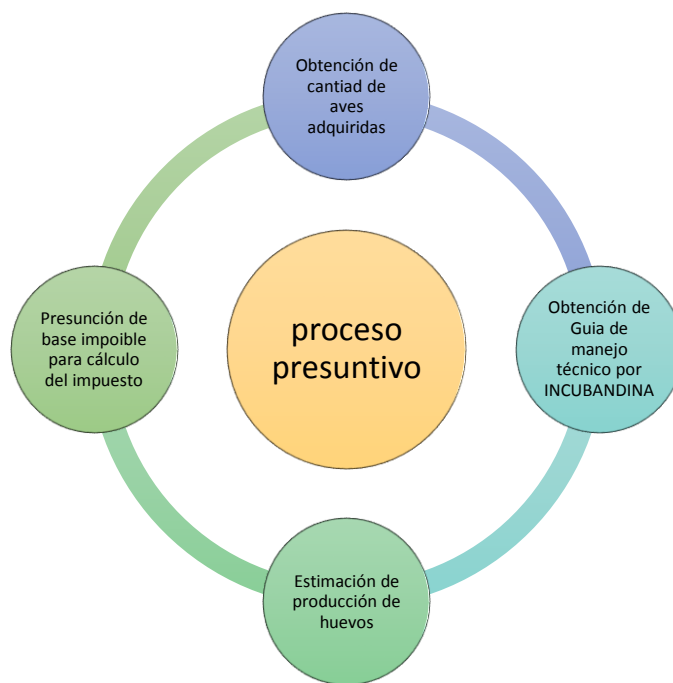 Obtención de
cantiad de
aves
adquiridas
Presunción de
base impoible
para cálculo
del impuesto
proceso
presuntivo
Obtención de
Guia de
manejo
técnico por
INCUBANDINA
Estimación de
producción de
huevos